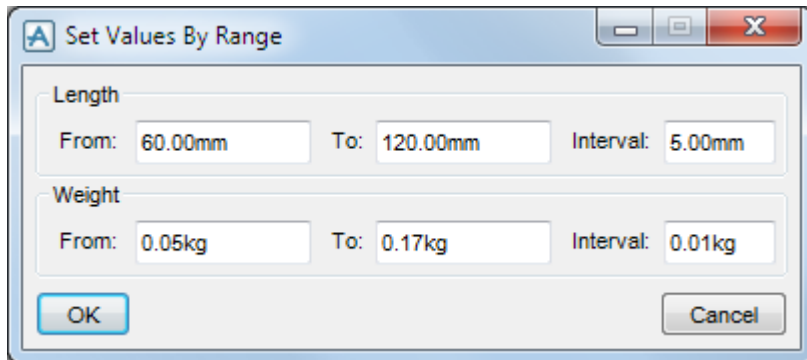 Set Values By Range
Length
From: 60.00mm To: 120.00mm Interval: 5.00mm
Weight
From: 0.05kg To: 0.17kg Interval: 0.01kg
OK Cancel